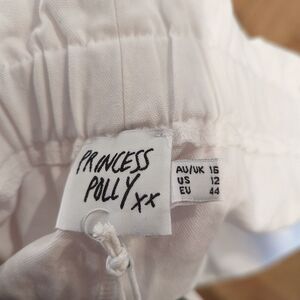 PRINCESS
POLLY xx
AU/UK 16
US 12
EU 44